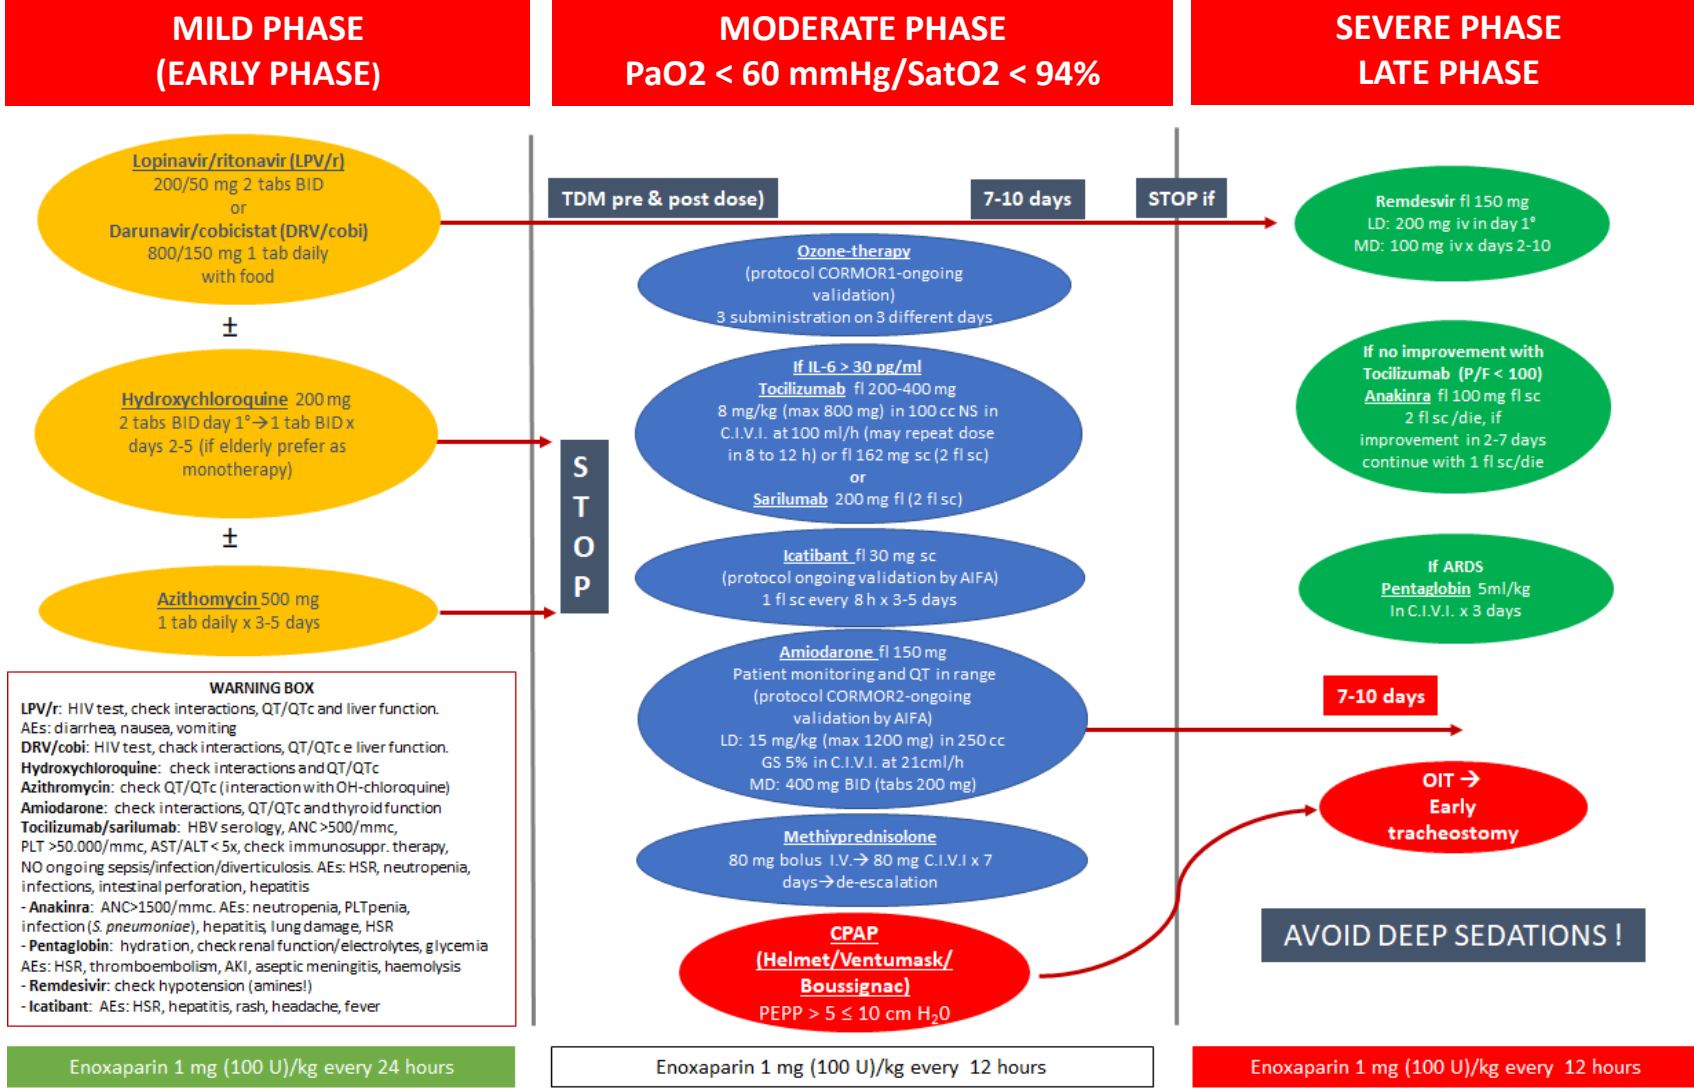 MILD PHASE
(EARLY PHASE)
MODERATE PHASE
PaO2 < 60 mmHg/SatO2 < 94%
SEVERE PHASE
LATE PHASE
Lopinavir/ritonavir (LPV/r)
200/50 mg 2 tabs BID
or
Darunavir/cobicistat (DRV/cobi)
800/150 mg 1 tab daily
with food
±
Hydroxychloroquine 200 mg
2 tabs BID day 1°→1 tab BID x
days 2-5 (if elderly prefer as
monotherapy)
±
Azithomycin 500 mg
1 tab daily x 3-5 days
WARNING BOX
LPV/r: HIV test, check interactions, QT/QTc and liver function.
AEs: diarrhea, nausea, vomiting
DRV/cobi: HIV test, chack interactions, QT/QTc e liver function.
Hydroxychloroquine: check interactions and QT/QTc
Azithromycin: check QT/QTc (interaction with OH-chloroquine)
Amiodarone: check interactions, QT/QTc and thyroid function
Tocilizumab/sarilumab: HBV serology, ANC >500/mmc,
PLT >50.000/mmc, AST/ALT < 5x, check immunosuppr. therapy,
NO ongoing sepsis/infection/diverticulosis. AEs: HSR, neutropenia,
infections, intestinal perforation, hepatitis
- Anakinra: ANC>1500/mmc. AEs: neutropenia, PLTpenia,
infection (S. pneumoniae), hepatitis, lung damage, HSR
- Pentaglobin: hydration, check renal function/electrolytes, glycemia
AEs: HSR, thromboembolism, AKI, aseptic meningitis, haemolysis
- Remdesivir: check hypotension (amines!)
- Icatibant: AEs: HSR, hepatitis, rash, headache, fever
Enoxaparin 1 mg (100 U)/kg every 24 hours
S
T
O
P
TDM pre & post dose)
7-10 days
STOP if
Ozone-therapy
(protocol CORMOR1-ongoing
validation)
3 subministration on 3 different days
If IL-6 > 30 pg/ml
Tocilizumab fl 200-400 mg
8 mg/kg (max 800 mg) in 100 cc NS in
C.I.V.I. at 100 ml/h (may repeat dose
in 8 to 12 h) or fl 162 mg sc (2 fl sc)
or
Sarilumab 200 mg fl (2 fl sc)
Icatibant fl 30 mg sc
(protocol ongoing validation by AIFA)
1 fl sc every 8 h x 3-5 days
Amiodarone fl 150 mg
Patient monitoring and QT in range
(protocol CORMOR2-ongoing
validation by AIFA)
LD: 15 mg/kg (max 1200 mg) in 250 cc
GS 5% in C.I.V.I. at 21cml/h
MD: 400 mg BID (tabs 200 mg)
Methiyprednisolone
80 mg bolus I.V.→ 80 mg C.I.V.I x 7
days→de-escalation
CPAP
(Helmet/Ventumask/
Boussignac)
PEPP > 5 ≤ 10 cm H₂0
Enoxaparin 1 mg (100 U)/kg every 12 hours
Remdesvir fl 150 mg
LD: 200 mg iv in day 1°
MD: 100 mg iv x days 2-10
If no improvement with
Tocilizumab (P/F < 100)
Anakinra fl 100 mg fl sc
2 fl sc /die, if
improvement in 2-7 days
continue with 1 fl sc/die
If ARDS
Pentaglobin 5ml/kg
In C.I.V.I. x 3 days
7-10 days
OIT →
Early
tracheostomy
AVOID DEEP SEDATIONS !
Enoxaparin 1 mg (100 U)/kg every 12 hours